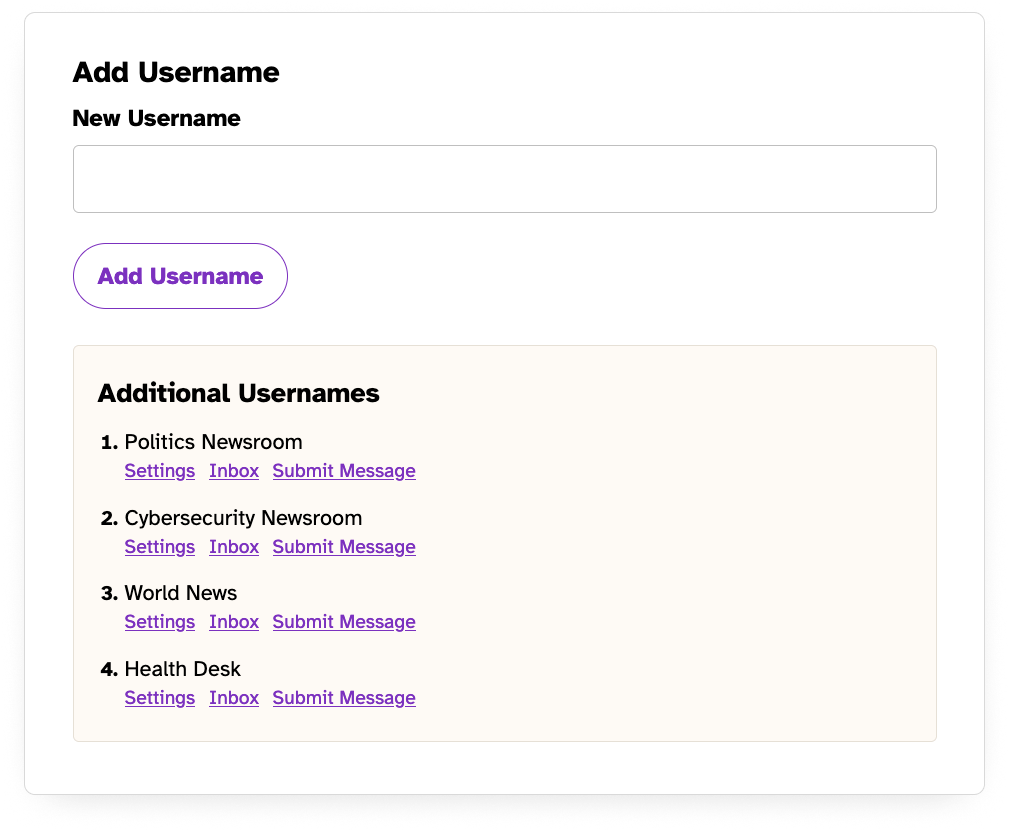 Add Username
New Username
Add Username
Additional Usernames
1. Politics Newsroom
Settings Inbox Submit Message
2. Cybersecurity Newsroom
Settings Inbox Submit Message
3. World News
Settings Inbox Submit Message
4. Health Desk
Settings Inbox Submit Message